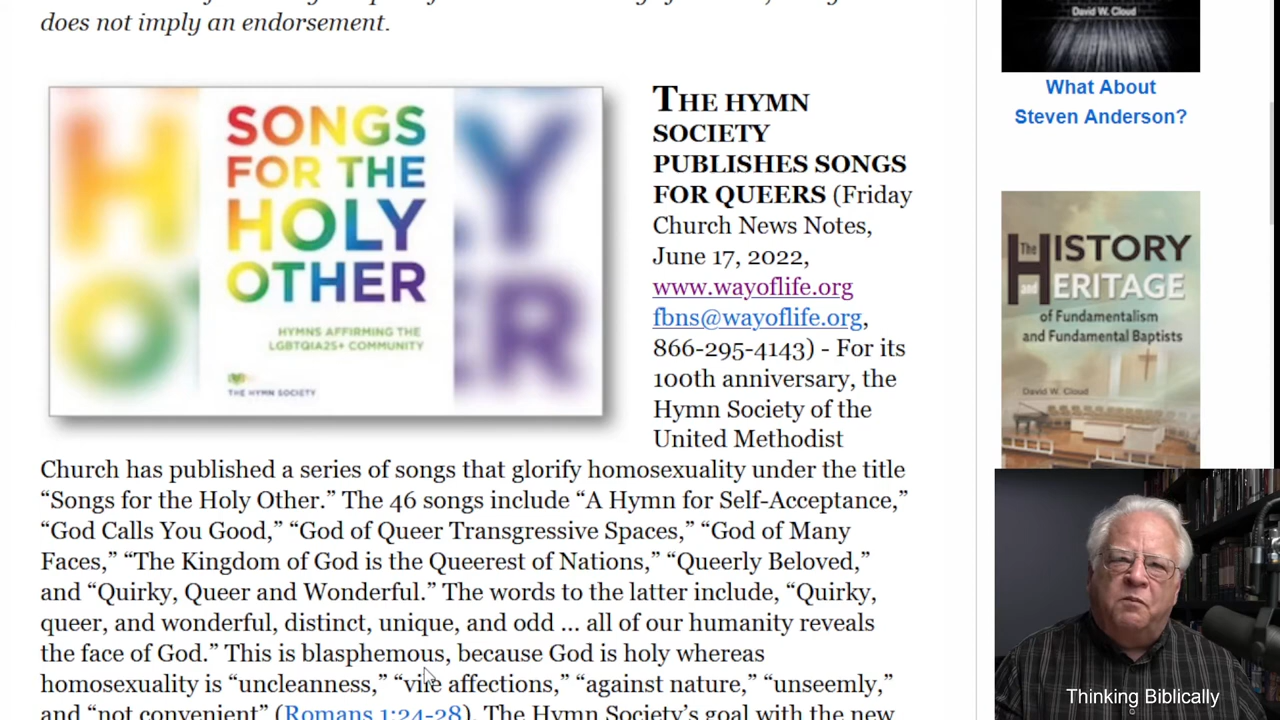 does not imply an endorsement.
SONGS
FOR THE
HOLY
OTHER
HYMNS AFFIRMING THE
LGBTQIA2S+ COMMUNITY
THE HYMN SOCIETY
THE HYMN
SOCIETY
PUBLISHES SONGS
FOR QUEERS (Friday
Church News Notes,
June 17, 2022,
www.wayoflife.org
fbns@wayoflife.org,
866-295-4143) - For its
100th anniversary, the
Hymn Society of the
United Methodist
Church has published a series of songs that glorify homosexuality under the title
“Songs for the Holy Other.” The 46 songs include “A Hymn for Self-Acceptance,”
“God Calls You Good,” “God of Queer Transgressive Spaces,” “God of Many
Faces,” “The Kingdom of God is the Queerest of Nations,” “Queerly Beloved,”
and “Quirky, Queer and Wonderful.” The words to the latter include, “Quirky,
queer, and wonderful, distinct, unique, and odd ... all of our humanity reveals
the face of God.” This is blasphemous, because God is holy whereas
homosexuality is “uncleanness,” “vile affections,” “against nature,” “unseemly,”
and “not convenient” (Romans 1:24-28). The Hymn Society’s goal with the new
David W. Cloud
What About
Steven Anderson?
The HISTORY
and HERITAGE
of Fundamentalism
and Fundamental Baptists
David W. Cloud
Thinking Biblically